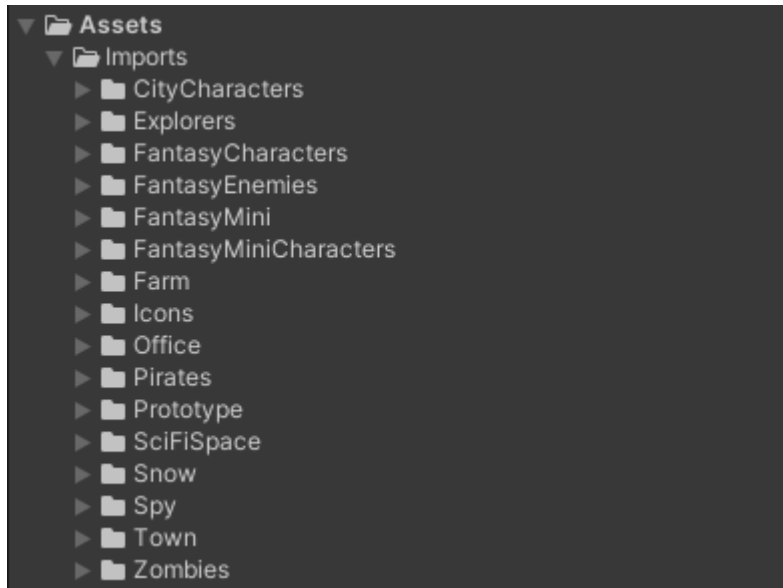 Assets
Imports
CityCharacters
Explorers
FantasyCharacters
FantasyEnemies
FantasyMini
FantasyMiniCharacters
Farm
Icons
Office
Pirates
Prototype
SciFiSpace
Snow
Spy
Town
Zombies